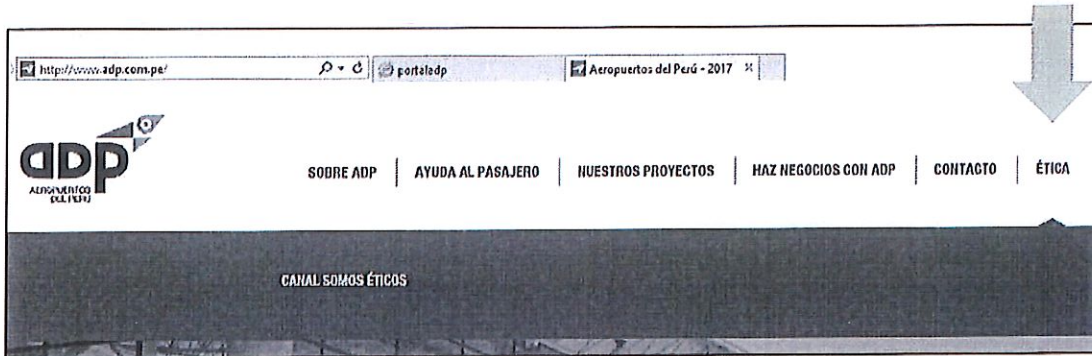 http://www.adp.com.pe/ portaladp Aeropuertos del Perú - 2017
adp
AEROPUERTOS
DEL PERÚ
SOBRE ADP AYUDA AL PASAJERO NUESTROS PROYECTOS HAZ NEGOCIOS CON ADP CONTACTO ÉTICA
CANAL SOMOS ÉTICOS